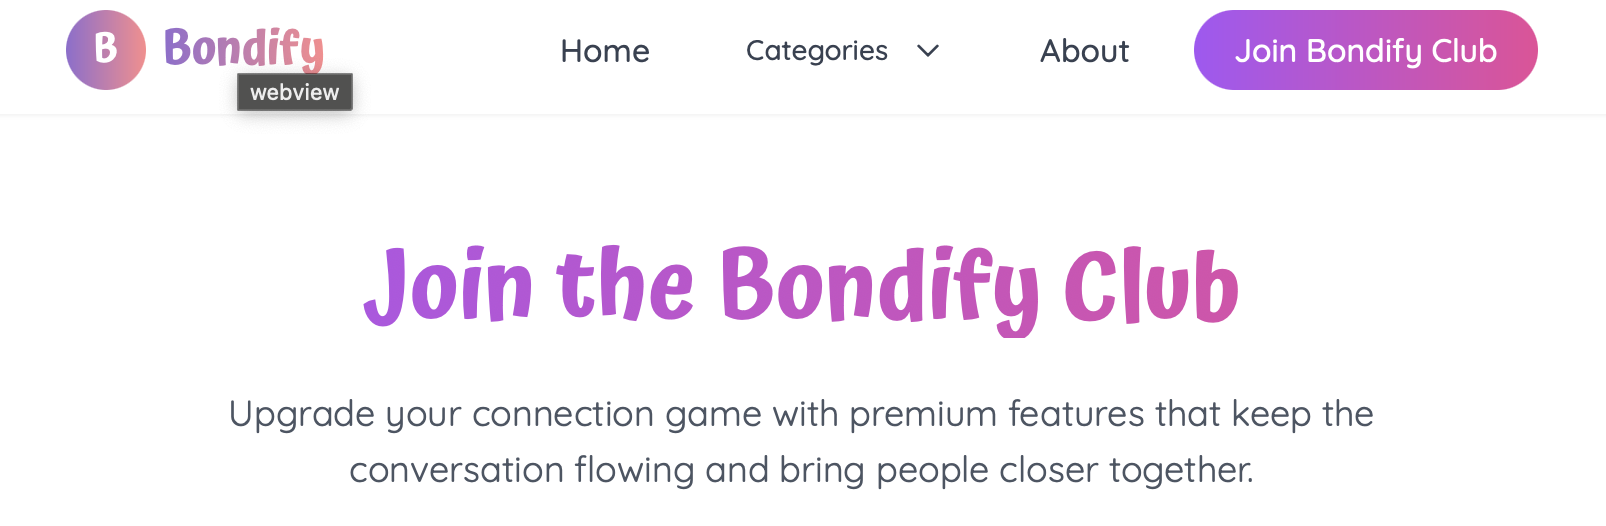 B Bondify
Home Categories About Join Bondify Club
webview
Join the Bondify Club
Upgrade your connection game with premium features that keep the
conversation flowing and bring people closer together.